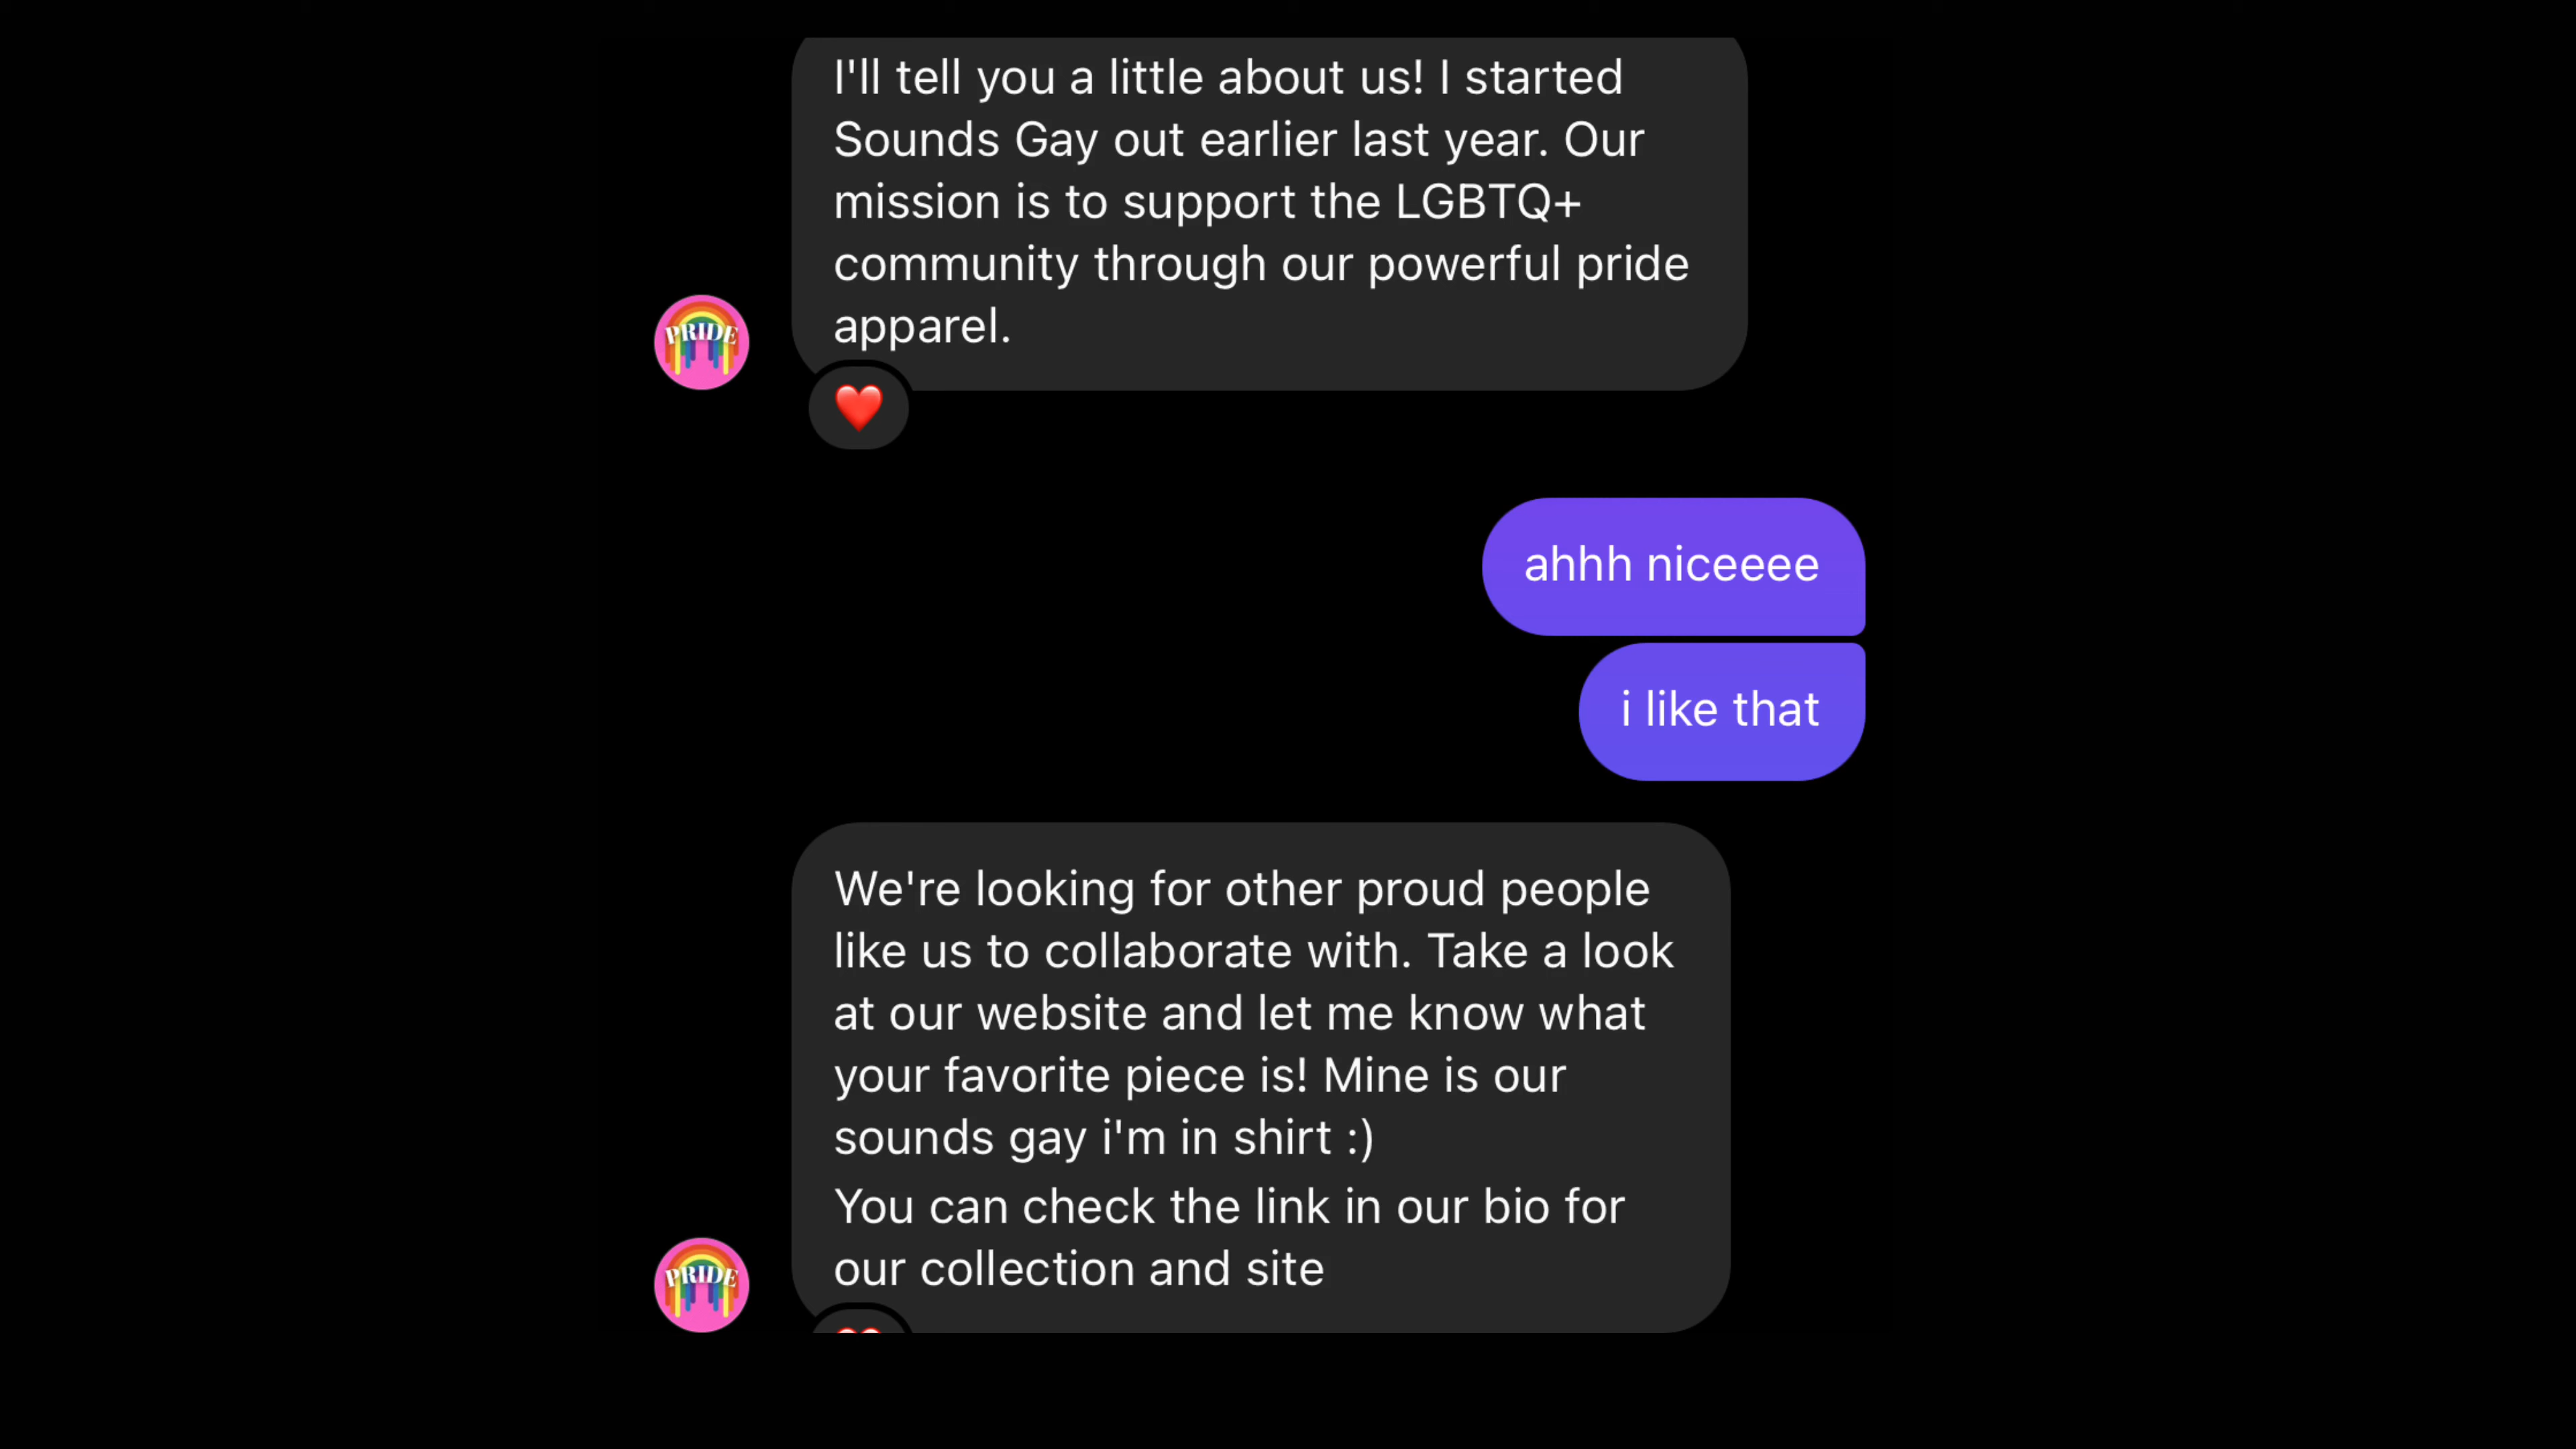 I'll tell you a little about us! I started
Sounds Gay out earlier last year. Our
mission is to support the LGBTQ+
community through our powerful pride
apparel.
PRIDE
ahhh niceeee
i like that
We're looking for other proud people
like us to collaborate with. Take a look
at our website and let me know what
your favorite piece is! Mine is our
sounds gay i'm in shirt :)
You can check the link in our bio for
our collection and site
PRIDE